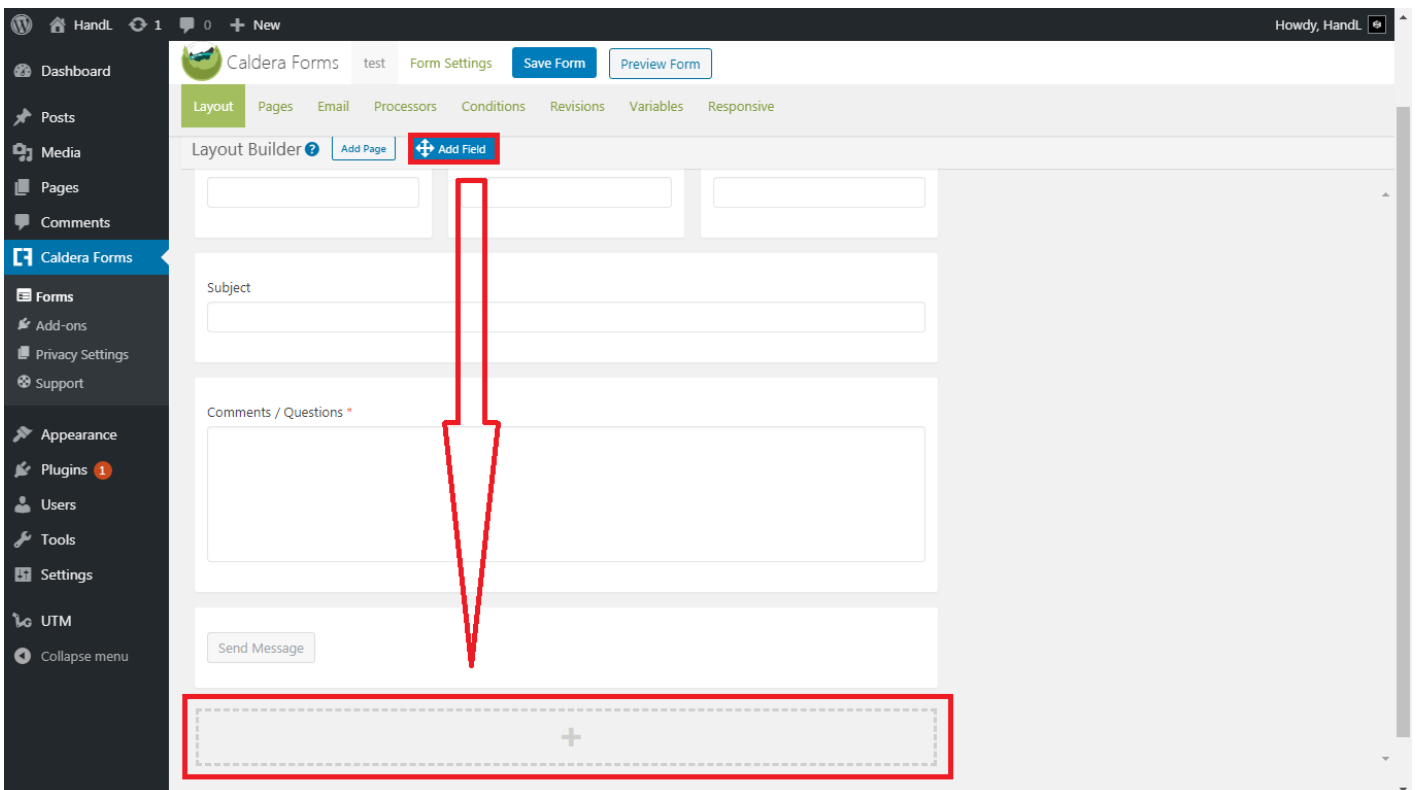 HandL 1 0 New Howdy, HandL
Caldera Forms test Form Settings Save Form Preview Form
Layout Pages Email Processors Conditions Revisions Variables Responsive
Layout Builder ? Add Page Add Field
Dashboard
Posts
Media
Pages
Comments
Caldera Forms
Forms
Add-ons
Privacy Settings
Support
Appearance
Plugins 1
Users
Tools
Settings
UTM
Collapse menu
Subject
Comments / Questions *
Send Message